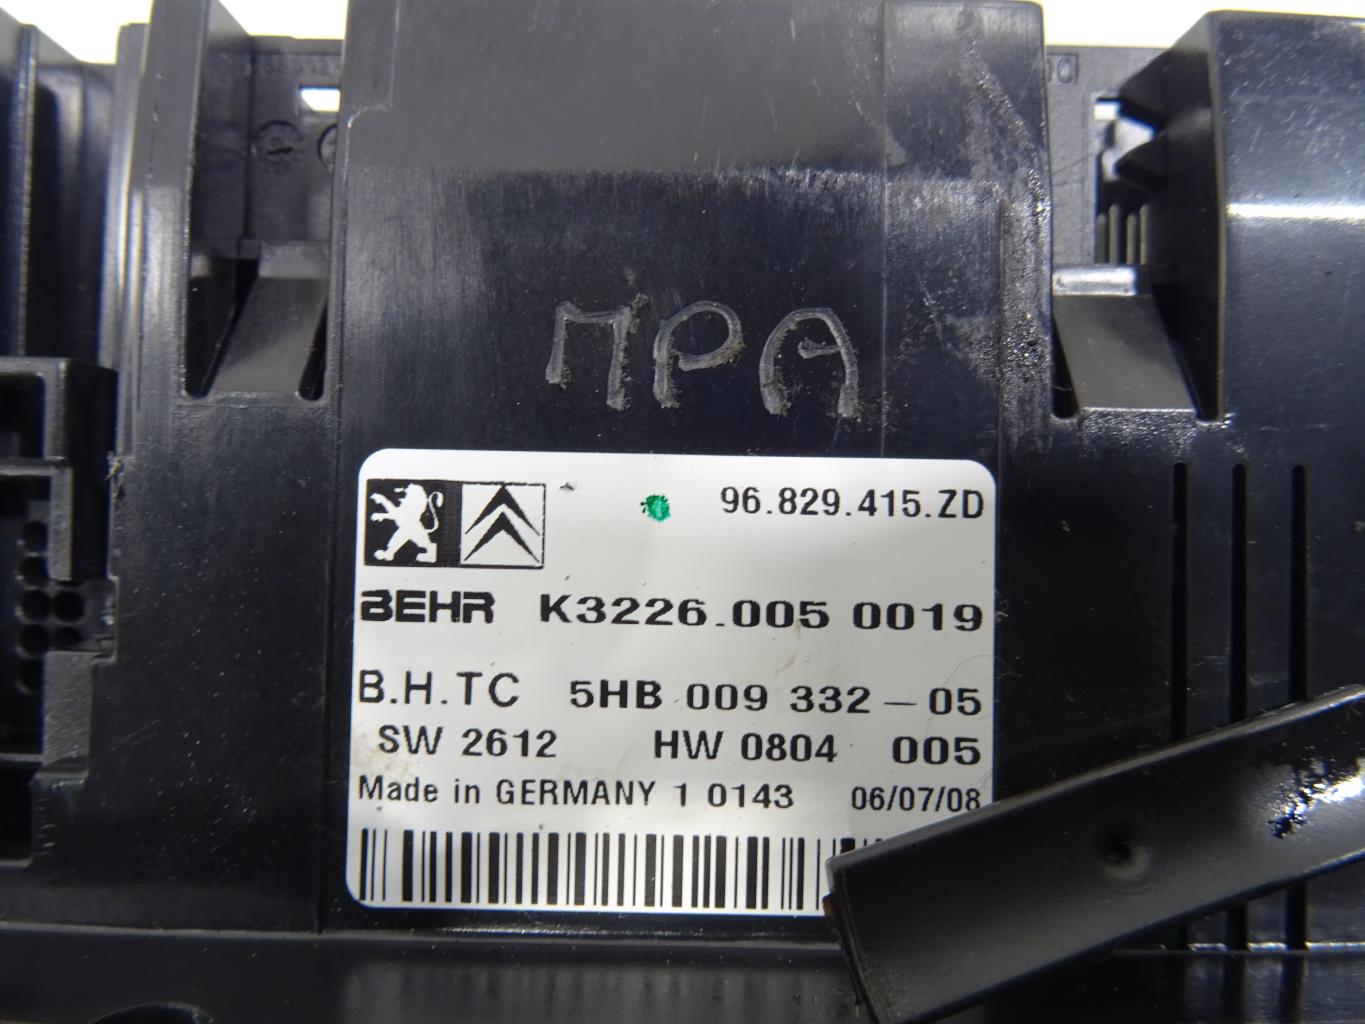 MPA
96.829.415.ZD
BEHR K3226.005 0019
B.H.TC 5HB 009 332-05
SW 2612 HW 0804 005
Made in GERMANY 1 0143 06/07/08